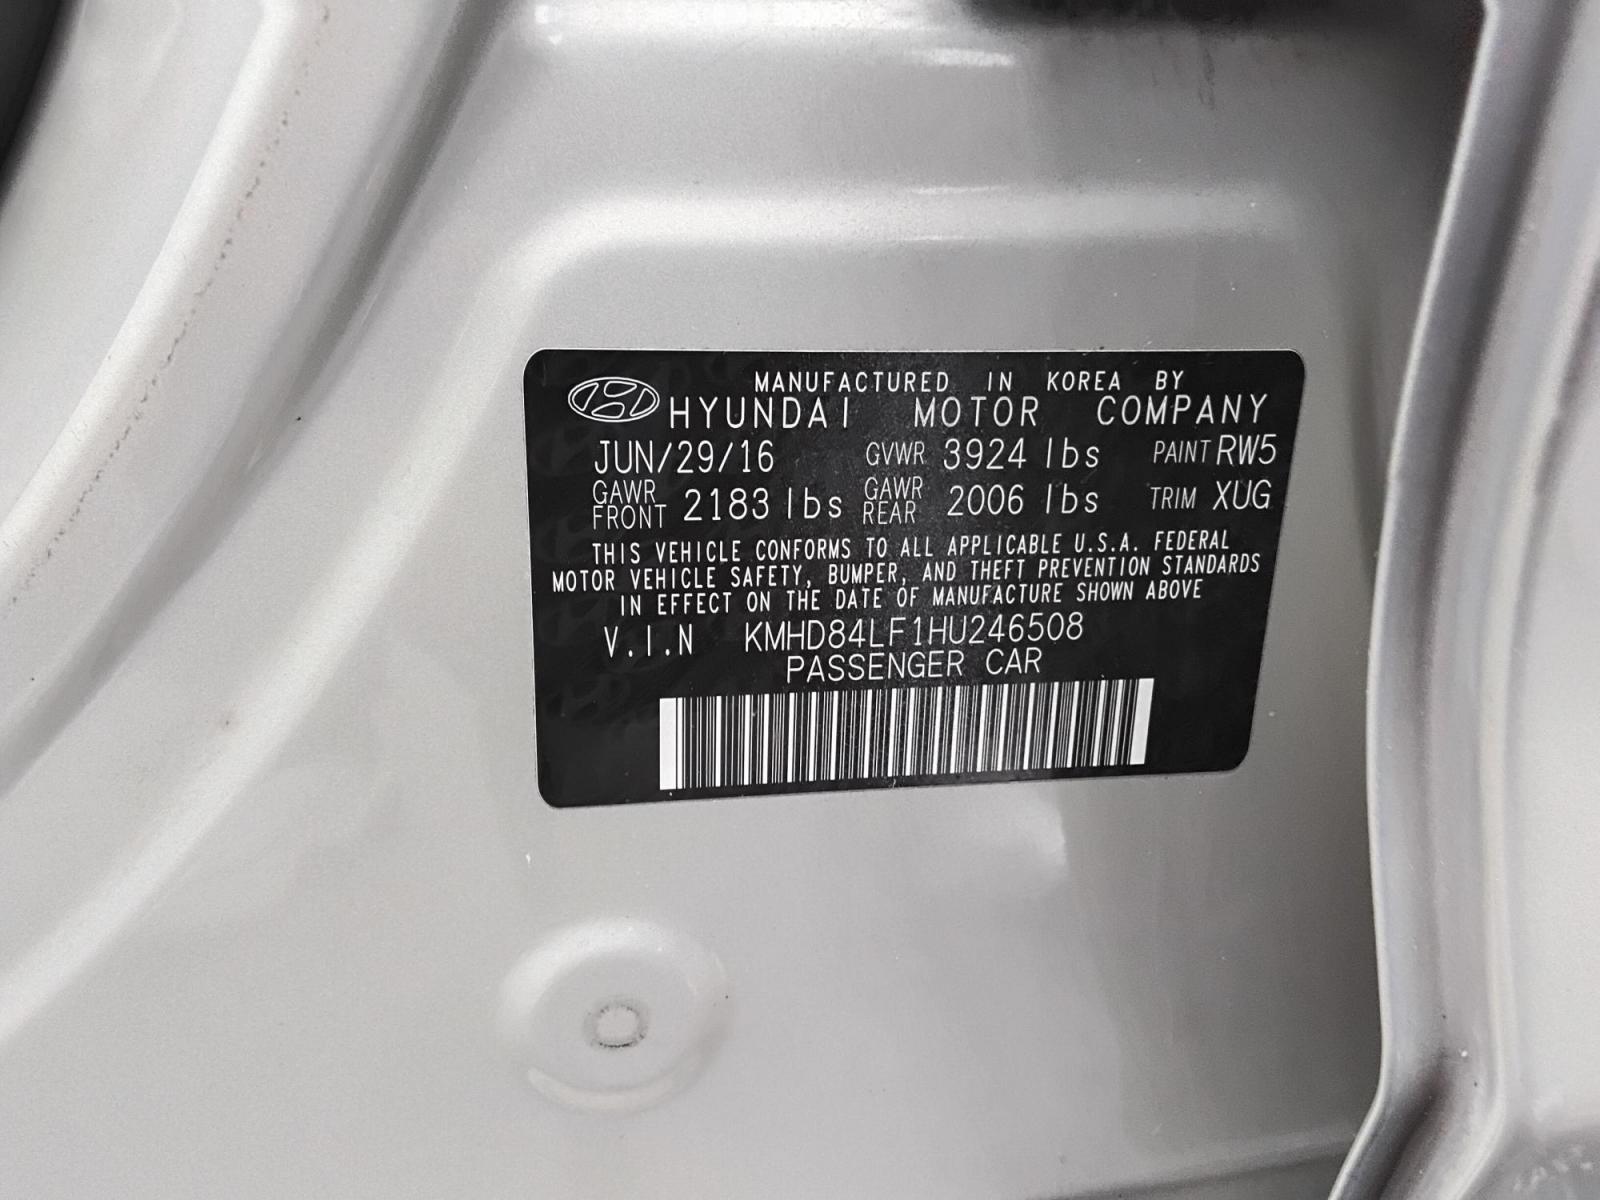 MANUFACTURED IN KOREA BY
HYUNDAI MOTOR COMPANY
JUN/29/16 GVWR 3924 lbs PAINT RW5
GAWR FRONT 2183 lbs GAWR REAR 2006 lbs TRIM XUG
THIS VEHICLE CONFORMS TO ALL APPLICABLE U.S.A. FEDERAL
MOTOR VEHICLE SAFETY, BUMPER, AND THEFT PREVENTION STANDARDS
IN EFFECT ON THE DATE OF MANUFACTURE SHOWN ABOVE
V.I.N KMHD84LF1HU246508
PASSENGER CAR